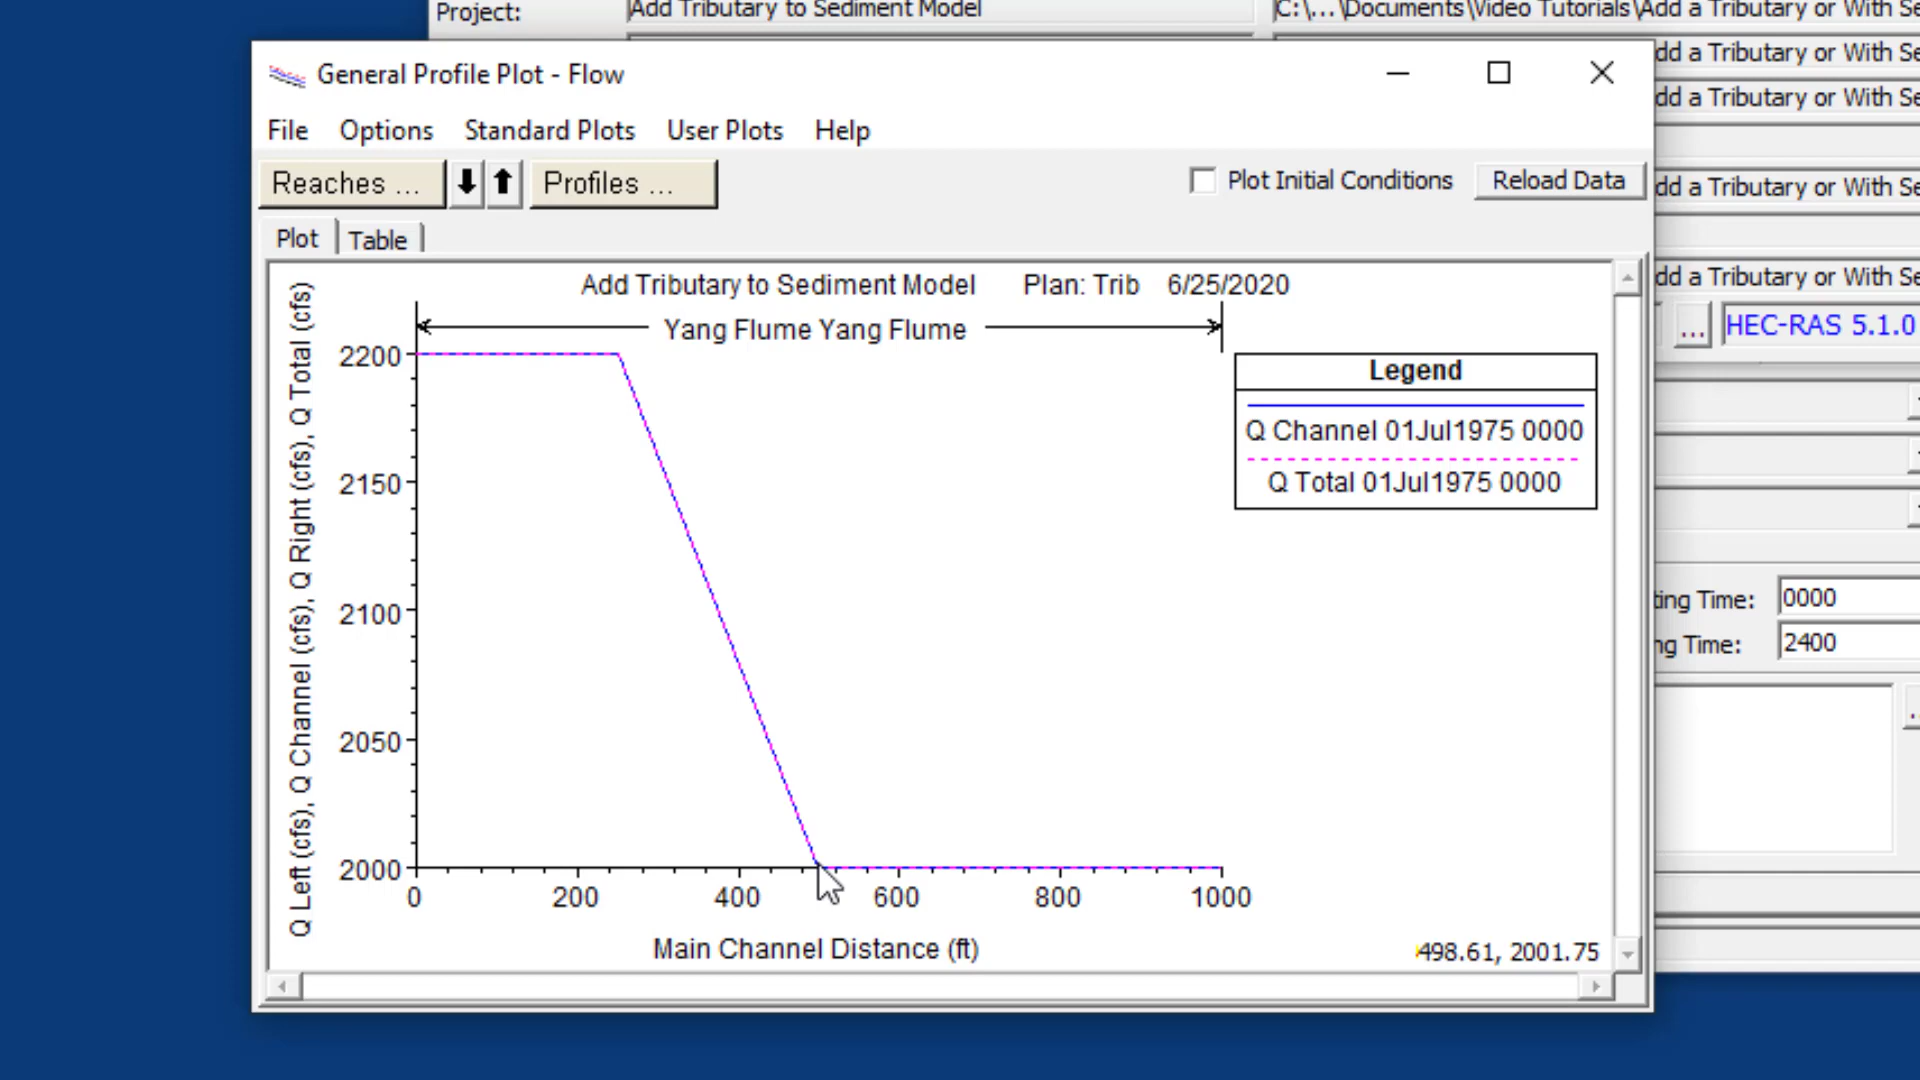 Project:
Add Tributary to Sediment Model
C:\...\Documents\Video Tutorials\Add a Tributary or With Se
dd a Tributary or With Se
dd a Tributary or With Se
dd a Tributary or With Se
dd a Tributary or With Se
... HEC-RAS 5.1.0
ting Time: 0000
ng Time: 2400
General Profile Plot - Flow
File Options Standard Plots User Plots Help
Reaches ... Profiles ... Plot Initial Conditions Reload Data
Plot Table
Add Tributary to Sediment Model Plan: Trib 6/25/2020
Yang Flume Yang Flume
Q Left (cfs), Q Channel (cfs), Q Right (cfs), Q Total (cfs)
2200
2150
2100
2050
2000
0 200 400 600 800 1000
Main Channel Distance (ft)
Legend
Q Channel 01Jul1975 0000
Q Total 01Jul1975 0000
498.61, 2001.75